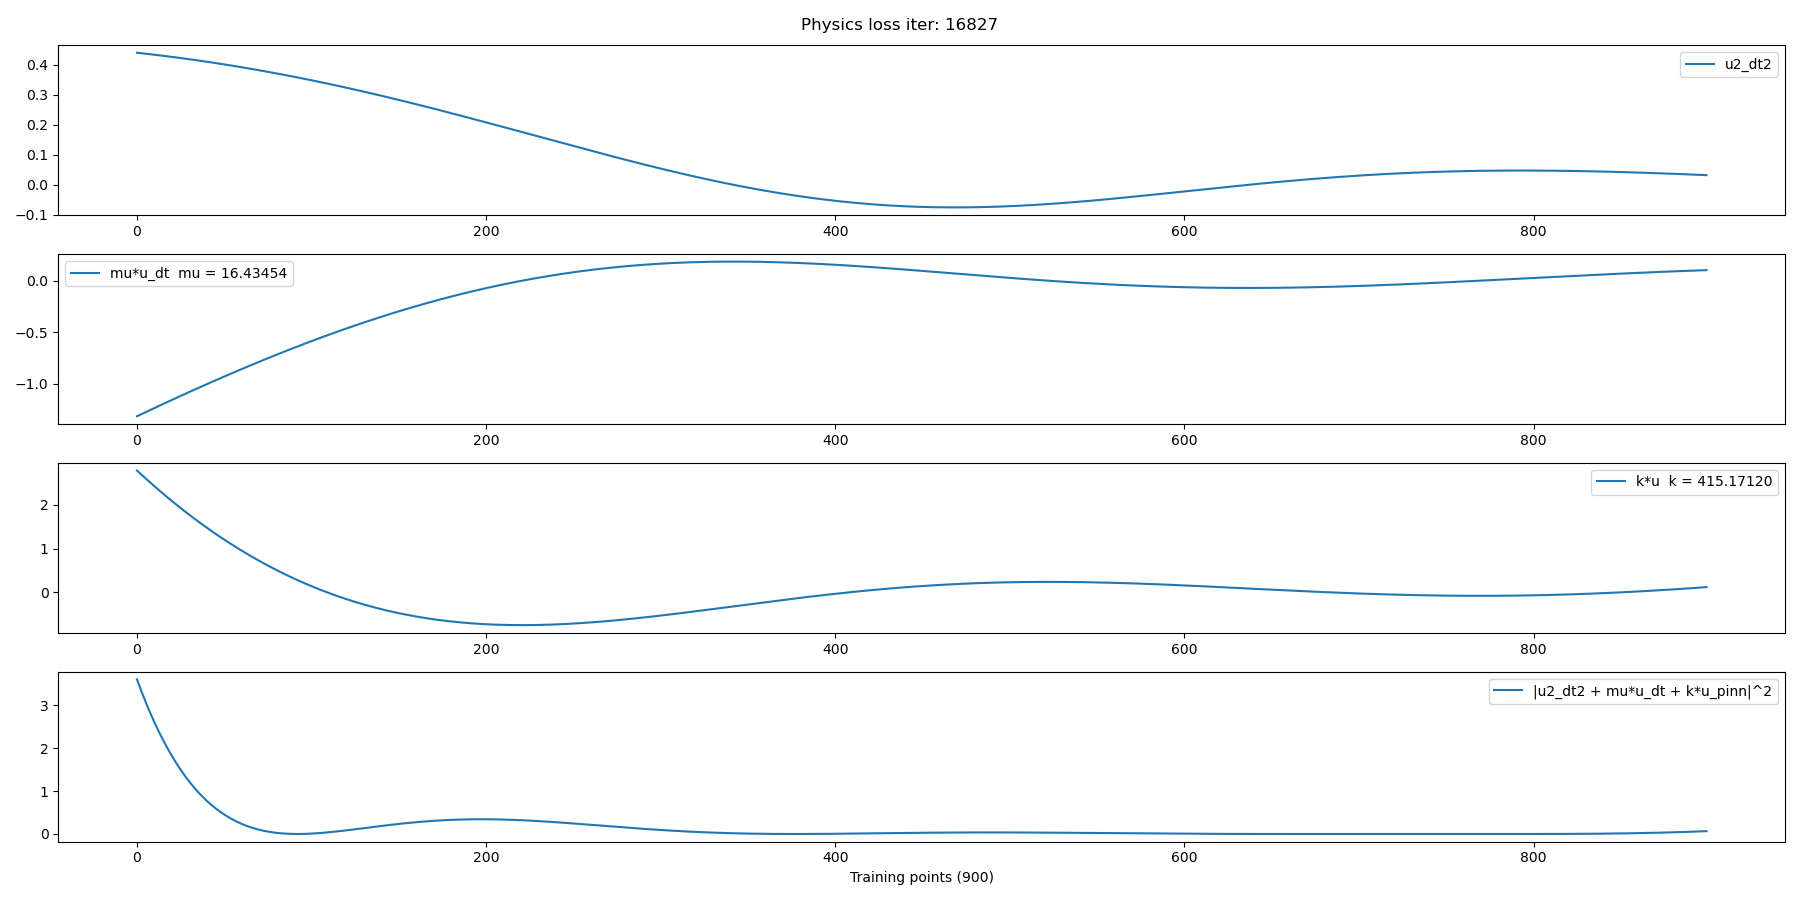 Physics loss iter: 16827
0.4
0.3
0.2
0.1
0.0
−0.1
u2_dt2
0 200 400 600 800
0.0
−0.5
−1.0
mu*u_dt  mu = 16.43454
0 200 400 600 800
2
1
0
k*u  k = 415.17120
0 200 400 600 800
3
2
1
0
|u2_dt2 + mu*u_dt + k*u_pinn|^2
0 200 400 600 800
Training points (900)